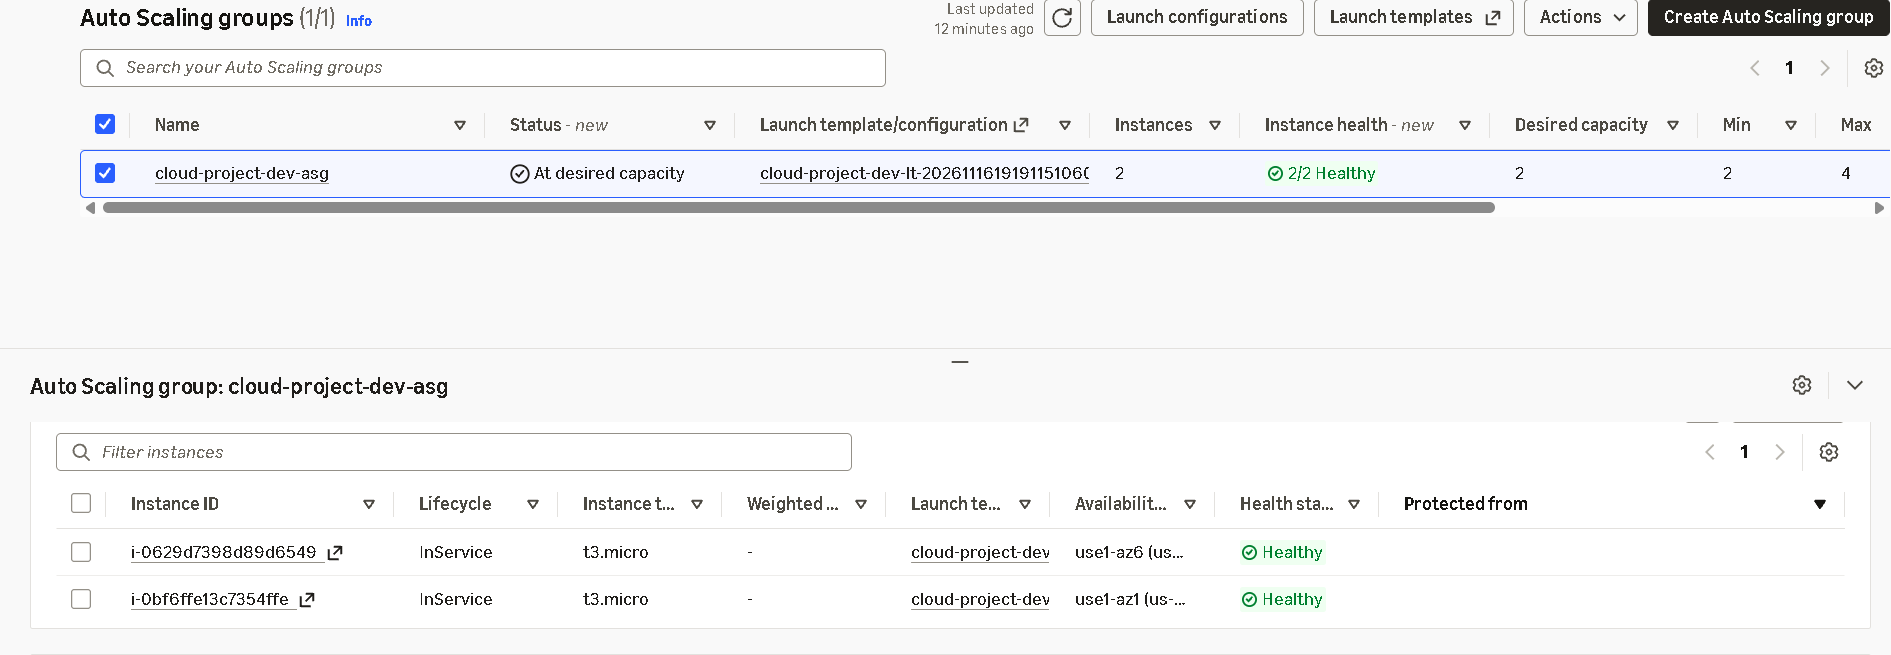 Auto Scaling groups (1/1) Info
Last updated
12 minutes ago
Launch configurations
Launch templates
Actions
Create Auto Scaling group
Search your Auto Scaling groups
1
Name Status - new Launch template/configuration Instances Instance health - new Desired capacity Min Max
cloud-project-dev-asg At desired capacity cloud-project-dev-lt-2026111619191151060 2 2/2 Healthy 2 2 4
Auto Scaling group: cloud-project-dev-asg
Filter instances
1
Instance ID Lifecycle Instance t... Weighted ... Launch te... Availabilit... Health sta... Protected from
i-0629d7398d89d6549 InService t3.micro - cloud-project-dev use1-az6 (us... Healthy
i-0bf6ffe13c7354ffe InService t3.micro - cloud-project-dev use1-az1 (us-... Healthy